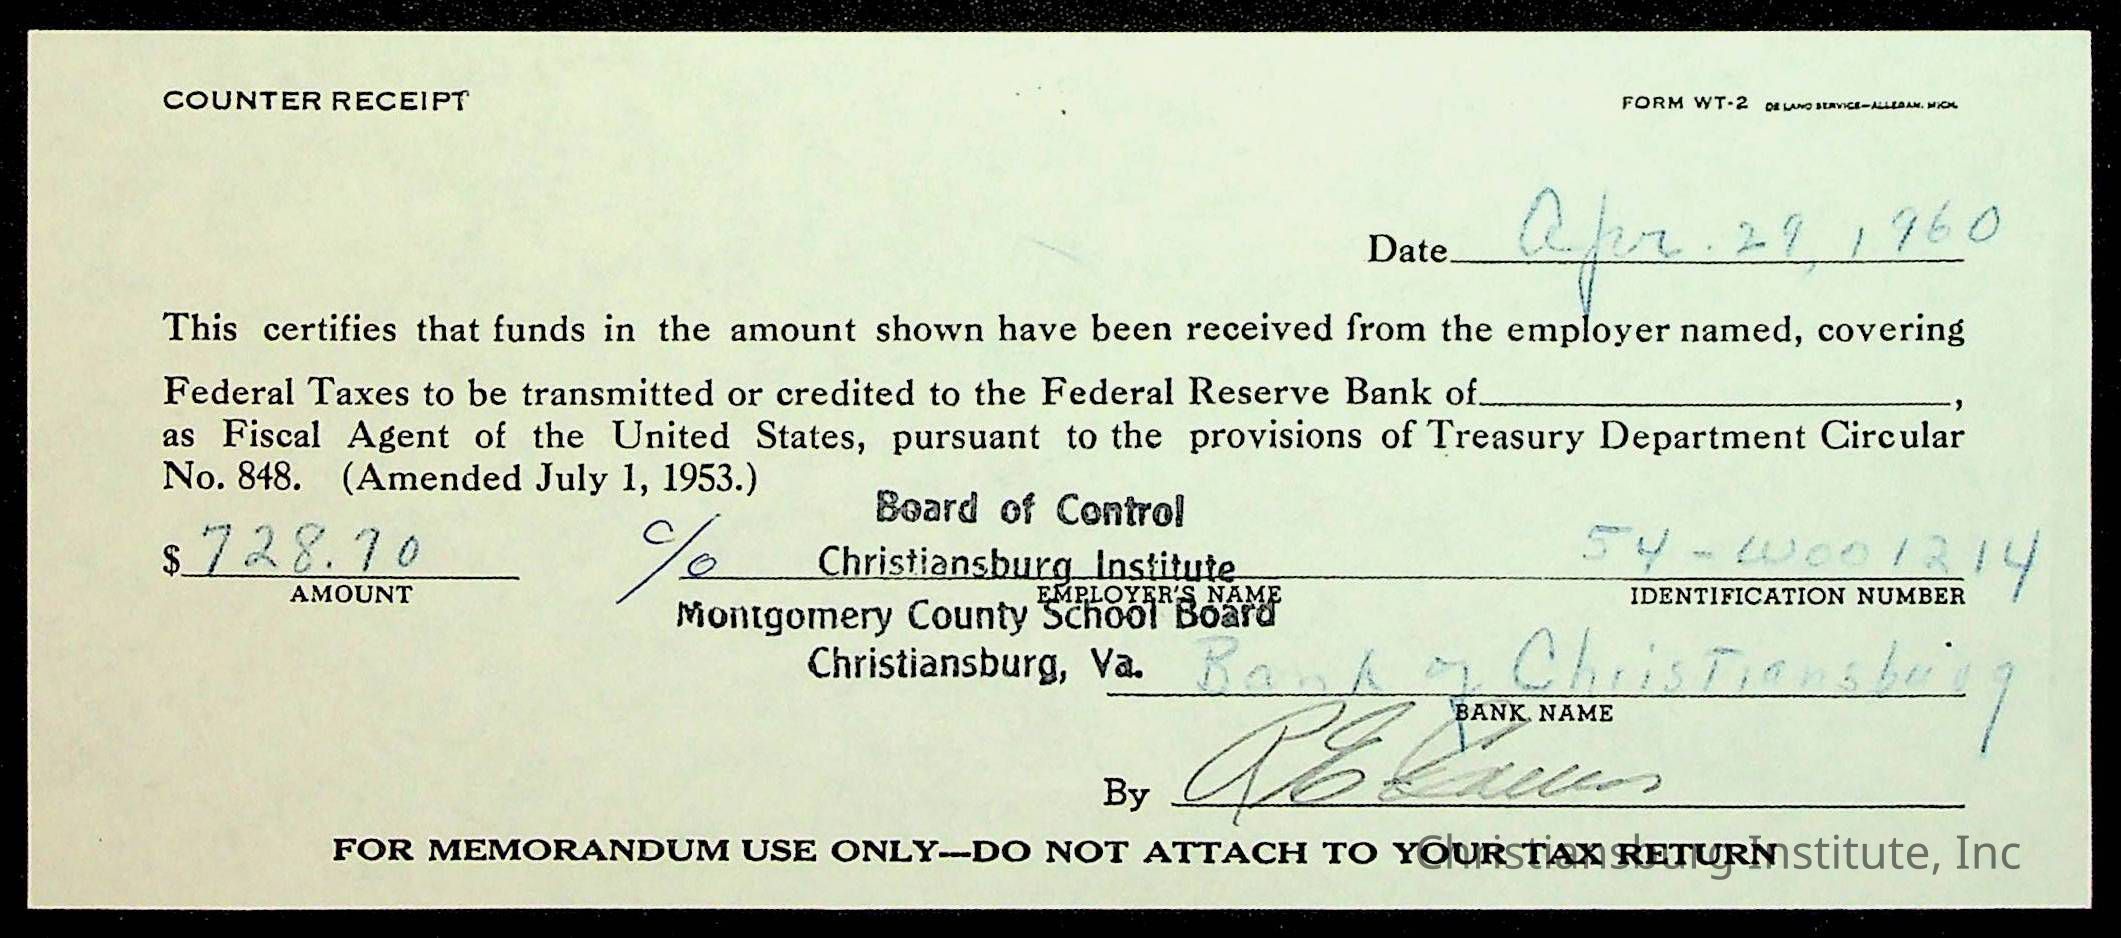 COUNTER RECEIPT
FORM WT-2 DE LANO SERVICE—ALLEGAN, MICH.
Date Apr. 29, 1960
This certifies that funds in the amount shown have been received from the employer named, covering
Federal Taxes to be transmitted or credited to the Federal Reserve Bank of ,
as Fiscal Agent of the United States, pursuant to the provisions of Treasury Department Circular
No. 848. (Amended July 1, 1953.)
Board of Control
$ 728.70 c/o Christiansburg Institute 54-W001214
AMOUNT EMPLOYER'S NAME IDENTIFICATION NUMBER
Montgomery County School Board
Christiansburg, Va. Bank of Christiansburg
BANK NAME
By R E
FOR MEMORANDUM USE ONLY—DO NOT ATTACH TO YOUR TAX RETURN
Christiansburg Institute, Inc